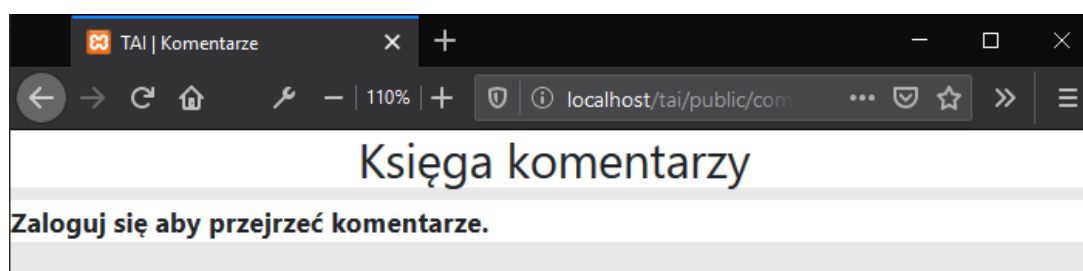 TAI | Komentarze
110%
localhost/tai/public/com
Księga komentarzy
Zaloguj się aby przejrzeć komentarze.